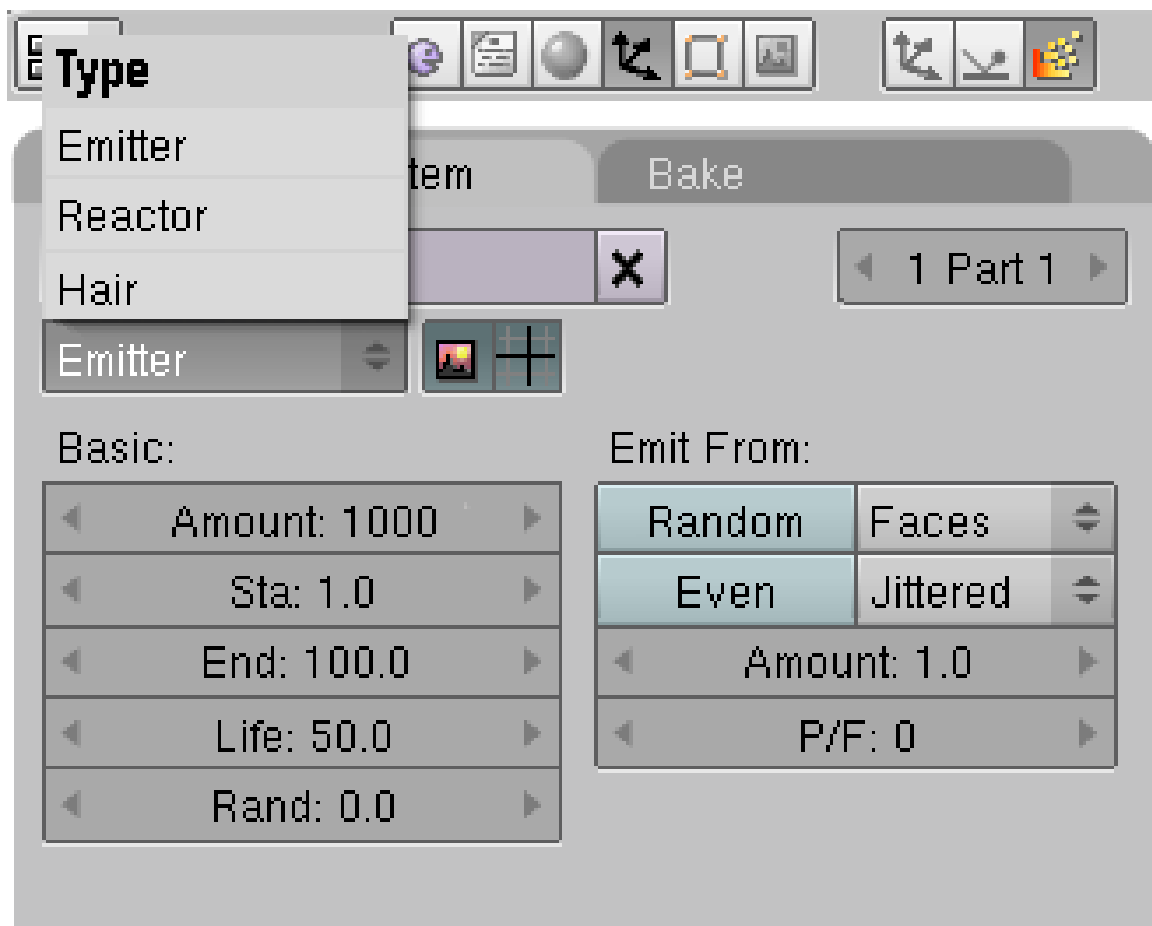 Type
Emitter
Reactor
Hair
tem
Bake
1 Part 1
Emitter
Basic:
Amount: 1000
Sta: 1.0
End: 100.0
Life: 50.0
Rand: 0.0
Emit From:
Random Faces
Even Jittered
Amount: 1.0
P/F: 0